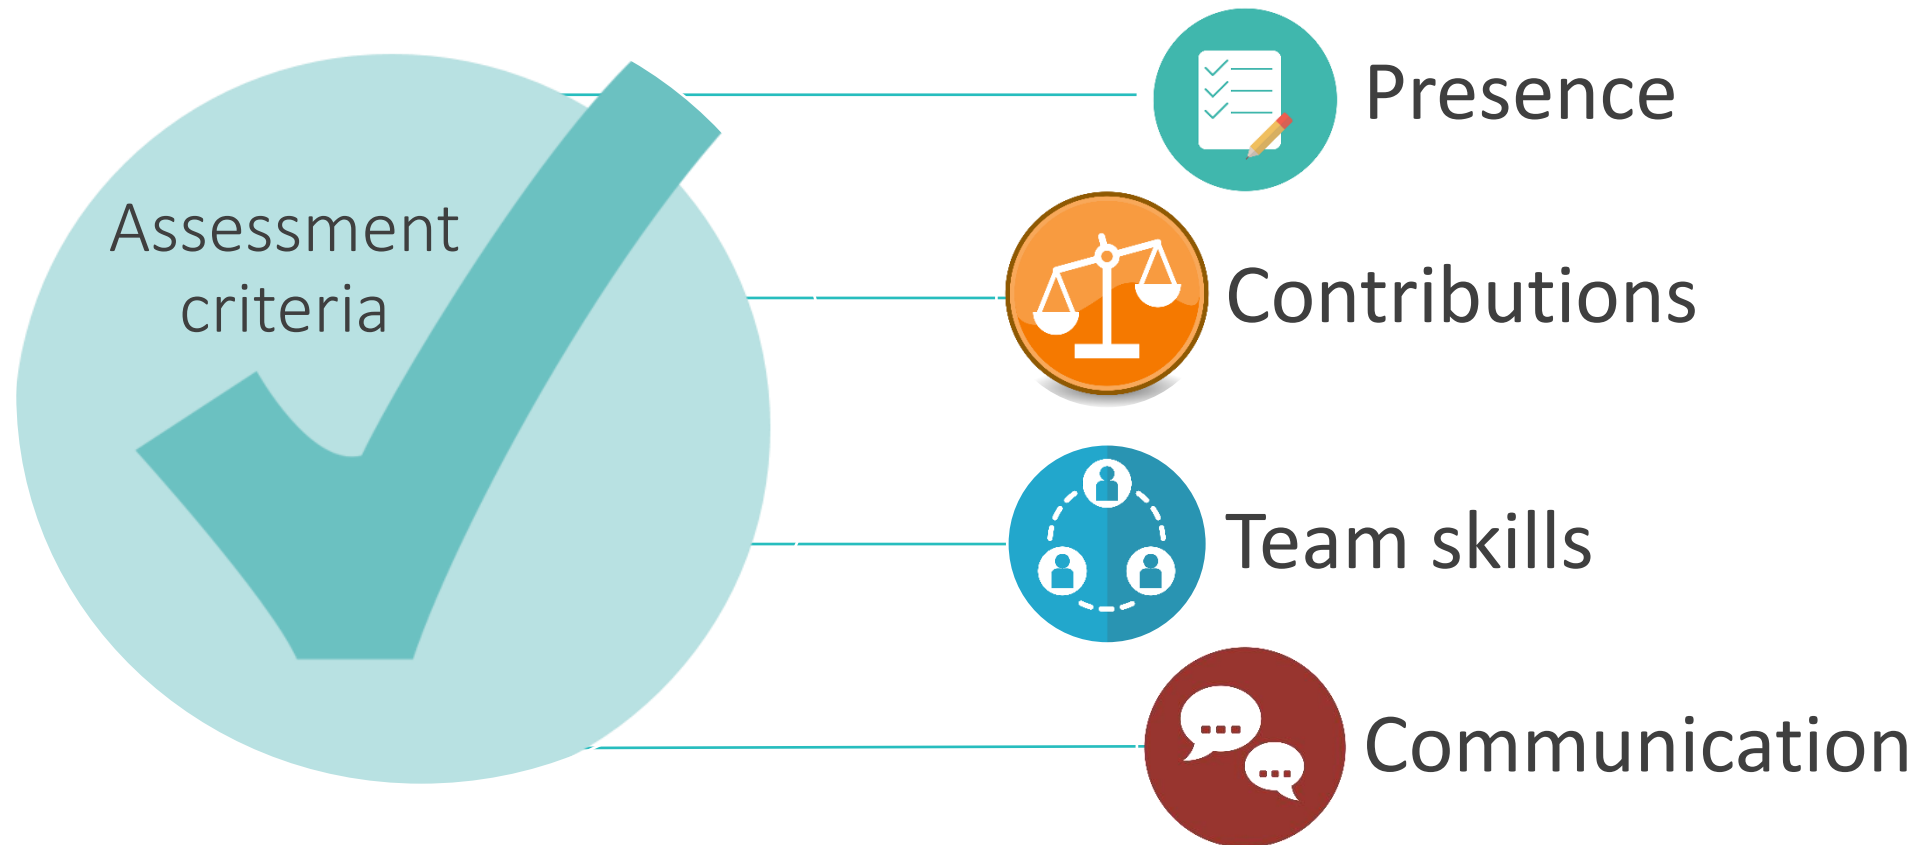 Assessment
criteria
Presence
Contributions
Team skills
Communication